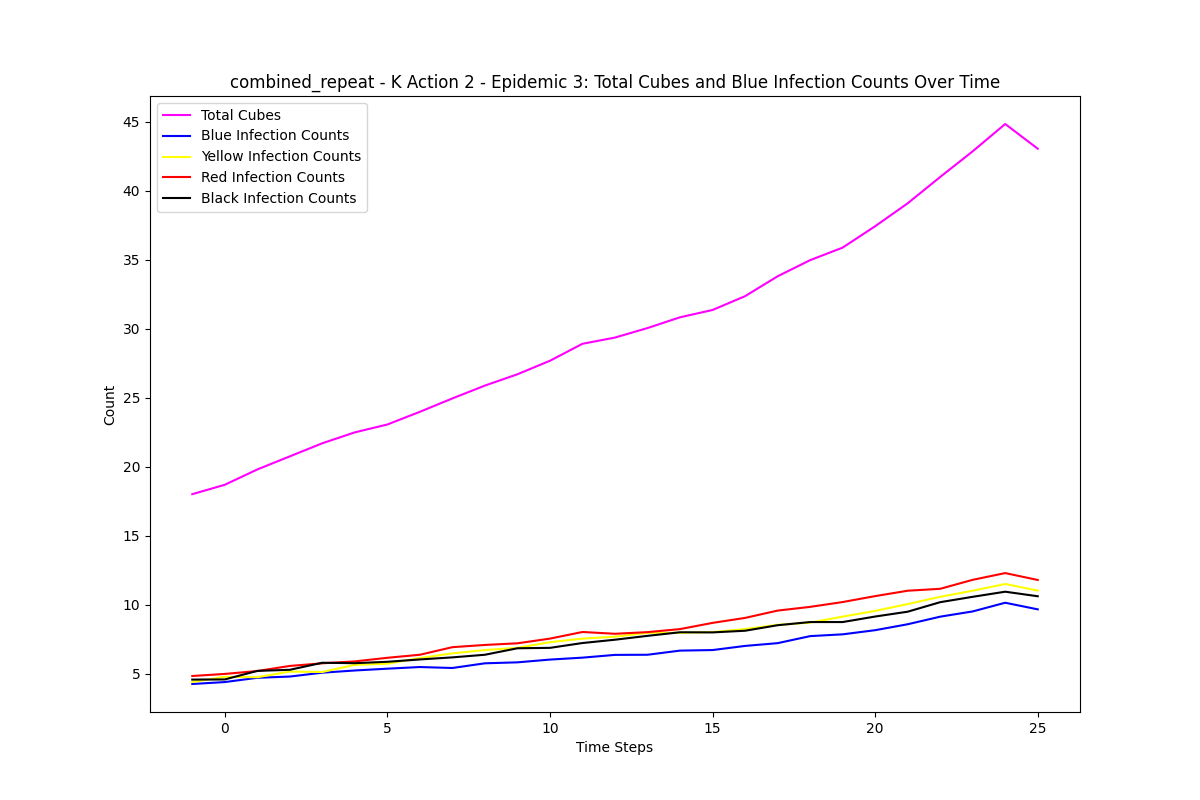 combined_repeat - K Action 2 - Epidemic 3: Total Cubes and Blue Infection Counts Over Time
Total Cubes
Blue Infection Counts
Yellow Infection Counts
Red Infection Counts
Black Infection Counts
45
40
35
30
25
20
15
10
5
Count
0
5
10
15
20
25
Time Steps